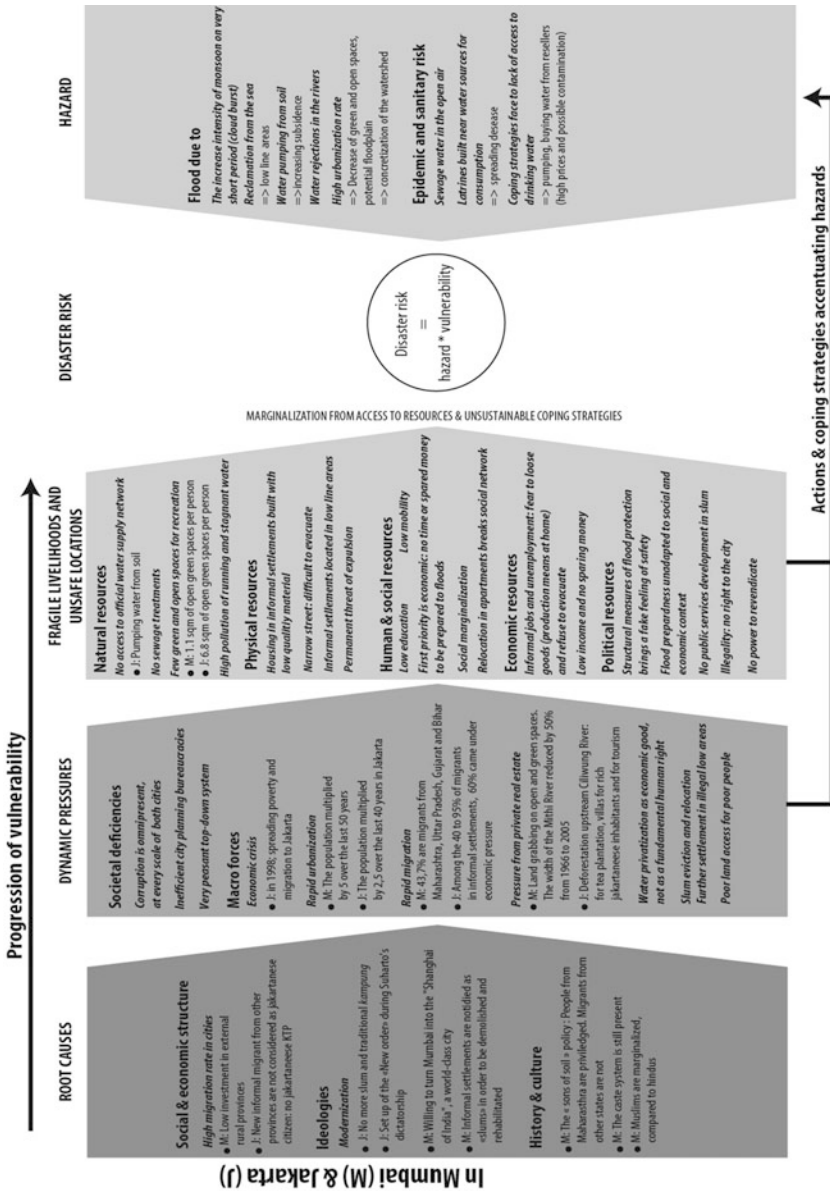 In Mumbai (M) & Jakarta (J)
Progression of vulnerability
ROOT CAUSES
Social & economic structure
High migration rate in cities
● M: Low investment in external
rural provinces
● J: New informal migrant from other
provinces are not considered as jakartanese
citizen: no jakartaneese KTP
Ideologies
Modernization
● J: No more slum and traditional kampung
● J: Set up of the «New order» during Suharto's
dictatorship
● M: Willing to turn Mumbai into the "Shanghai
of India", a world-class city
● M: Informal settlements are notidied as
«slums» in order to be demolished and
rehabilitated
History & culture
● M: The « sons of soil » policy : People from
Maharasthra are priviledged. Migrants from
other states are not
● M: The caste system is still present
● M: Muslims are marginalized,
compared to hindus
DYNAMIC PRESSURES
Societal deficiencies
Corruption is omnipresent,
at every scale of both cities
Inefficient city planning bureaucracies
Very peasant top-down system
Macro forces
Economic crisis
● J: in 1998; spreading poverty and
migration to Jakarta
Rapid urbanization
● M: The population multiplied
by 5 over the last 50 years
● J: The population multiplied
by 2,5 over the last 40 years in Jakarta
Rapid migration
● M: 43,7% are migrants from
Maharashtra, Uttar Pradesh, Gujarat and Bihar
● J: Among the 40 to 95% of migrants
in informal settlements, 60% came under
economic pressure
Pressure from private real estate
● M: Land grabbing on open and green spaces.
The width of the Mithi River reduced by 50%
from 1966 to 2005
● J: Deforestation upstream Ciliwung River:
for tea plantation, villas for rich
jakartaneese inhabitants and for tourism
Water privatization as economic good,
not as a fundamental human right
Slum eviction and relocation
Further settlement in illegal low areas
Poor land access for poor people
FRAGILE LIVELIHOODS AND
UNSAFE LOCATIONS
Natural resources
No access to official water supply network
● J: Pumping water from soil
No sewage treatments
Few green and open spaces for recreation
● M: 1.1 sqm of open green spaces per person
● J: 6.8 sqm of open green spaces per person
High pollution of running and stagnant water
Physical resources
Housing in informal settlements built with
low qualitiy material
Narrow street: difficult to evacuate
Informal settlements located in low line areas
Permanent threat of expulsion
Human & social resources
Low education Low mobility
First priority is economic: no time or spared money
to be prepared to floods
Social marginalization
Relocation in apartments breaks social network
Economic resources
Informal jobs and unemployment: fear to loose
goods (production means at home)
and refuse to evacuate
Low income and no sparing money
Political resources
Structural measures of flood protection
brings a fake feeling of safety
Flood prepardness unadapted to social and
economic context
No public services development in slum
Illegality: no right to the city
No power to revendicate
MARGINALIZATION FROM ACCESS TO RESOURCES & UNSUSTAINABLE COPING STRATEGIES
DISASTER RISK
Disaster risk
=
hazard * vulnerability
HAZARD
Flood due to
The increase intensity of monsoon on very
short period (cloud burst)
Reclamation from the sea
=> low line areas
Water pumping from soil
=>increasing subsidence
Water rejections in the rivers
High urbanization rate
=> Decrease of green and open spaces,
potential floodplain
=> concretization of the watershed
Epidemic and sanitary risk
Sewage water in the open air
Latrines built near water sources for
consumption
=> spreading desease
Coping strategies face to lack of access to
drinking water
=> pumping, buying water from resellers
(high prices and possible contamination)
Actions & coping strategies accentuating hazards